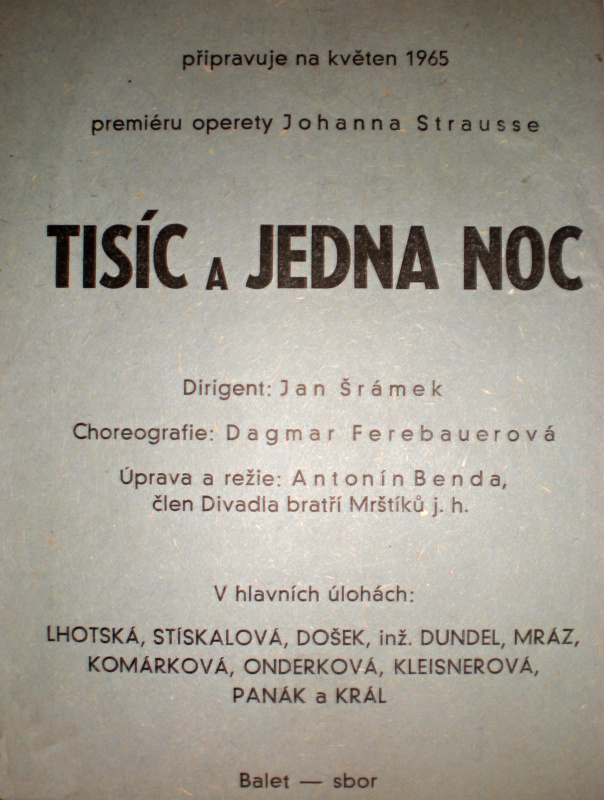 připravuje na květen 1965
premiéru operety Johanna Strausse
TISÍC A JEDNA NOC
Dirigent: Jan Šrámek
Choreografie: Dagmar Ferebauerová
Úprava a režie: Antonín Benda,
člen Divadla bratří Mrštíků j. h.
V hlavních úlohách:
LHOTSKÁ, STÍSKALOVÁ, DOŠEK, inž. DUNDEL, MRÁZ,
KOMÁRKOVÁ, ONDERKOVÁ, KLEISNEROVÁ,
PANÁK a KRÁL
Balet — sbor